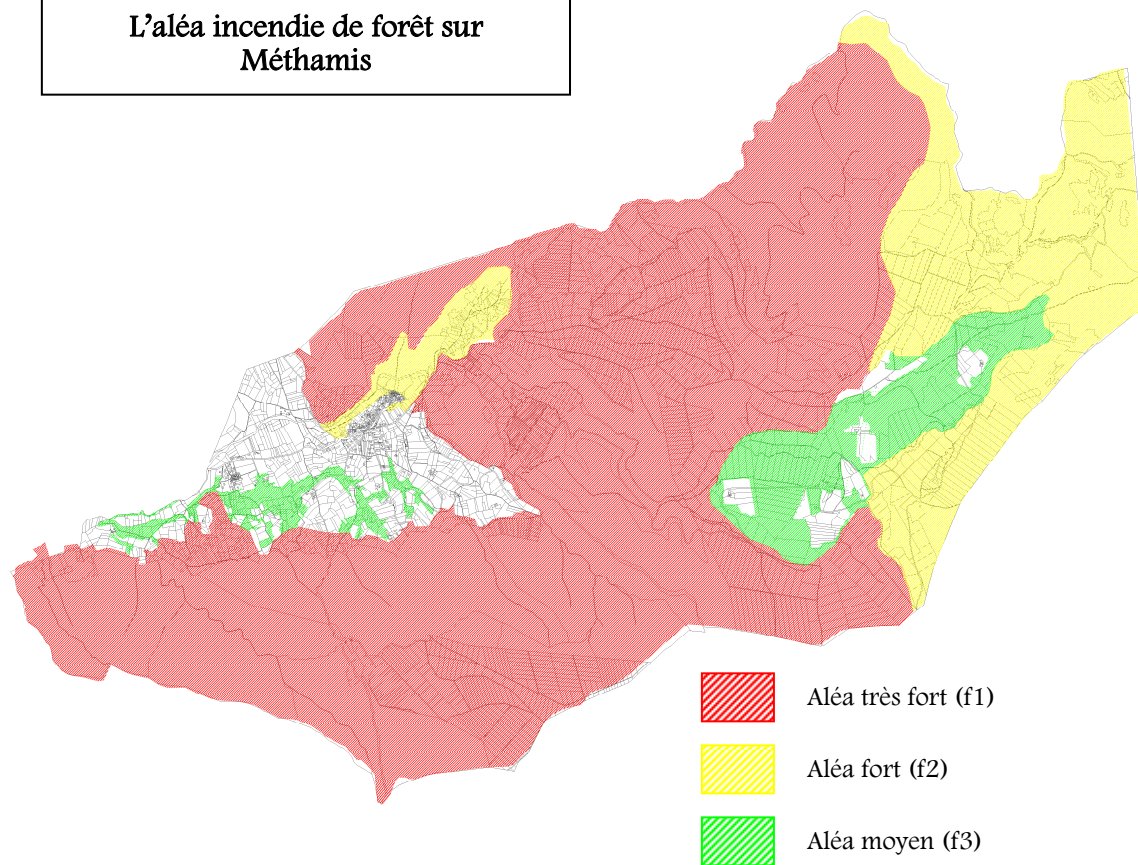 L'aléa incendie de forêt sur
Méthamis
Aléa très fort (f1)
Aléa fort (f2)
Aléa moyen (f3)